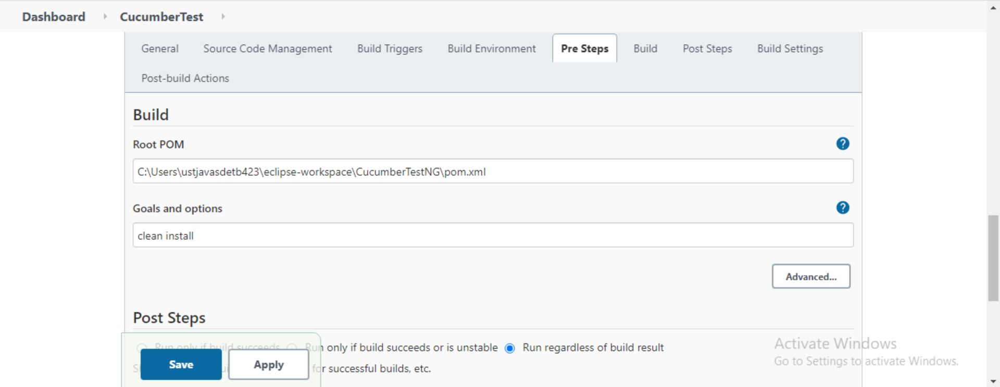 Dashboard CucumberTest
General Source Code Management Build Triggers Build Environment Pre Steps Build Post Steps Build Settings
Post-build Actions
Build
Root POM
?
C:\Users\ustjavasdetb423\eclipse-workspace\CucumberTestNG\pom.xml
Goals and options
?
clean install
Advanced...
Post Steps
Run only if build succeeds Run only if build succeeds or is unstable Run regardless of build result
for successful builds, etc.
Save Apply
Activate Windows
Go to Settings to activate Windows.